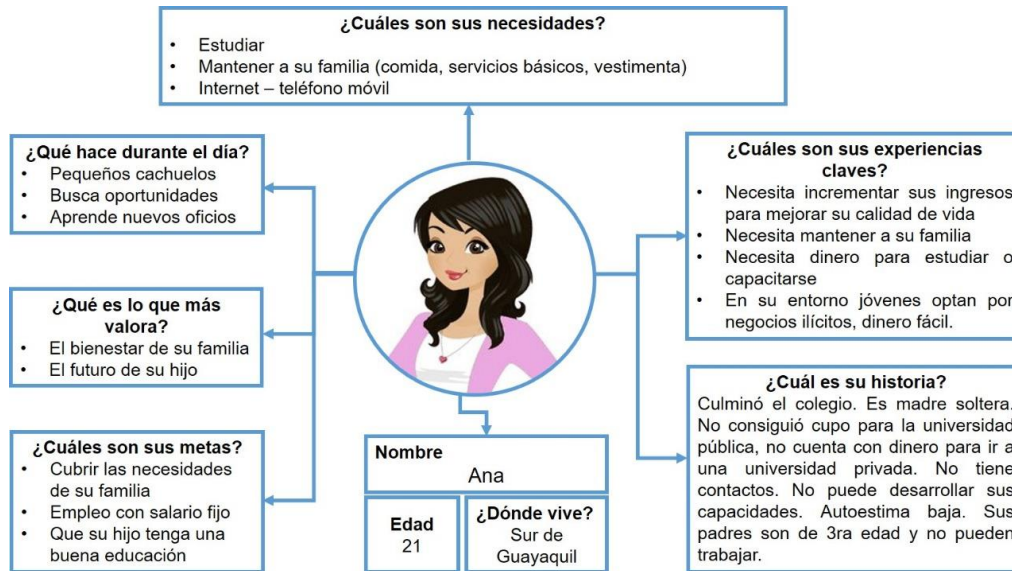 ¿Cuáles son sus necesidades?
• Estudiar
• Mantener a su familia (comida, servicios básicos, vestimenta)
• Internet – teléfono móvil
¿Qué hace durante el día?
• Pequeños cachuelos
• Busca oportunidades
• Aprende nuevos oficios
¿Qué es lo que más
valora?
• El bienestar de su familia
• El futuro de su hijo
¿Cuáles son sus metas?
• Cubrir las necesidades
de su familia
• Empleo con salario fijo
• Que su hijo tenga una
buena educación
Nombre
Ana
Edad
21
¿Dónde vive?
Sur de
Guayaquil
¿Cuáles son sus experiencias
claves?
• Necesita incrementar sus ingresos
para mejorar su calidad de vida
• Necesita mantener a su familia
• Necesita dinero para estudiar o
capacitarse
• En su entorno jóvenes optan por
negocios ilícitos, dinero fácil.
¿Cuál es su historia?
Culminó el colegio. Es madre soltera.
No consiguió cupo para la universidad
pública, no cuenta con dinero para ir a
una universidad privada. No tiene
contactos. No puede desarrollar sus
capacidades. Autoestima baja. Sus
padres son de 3ra edad y no pueden
trabajar.